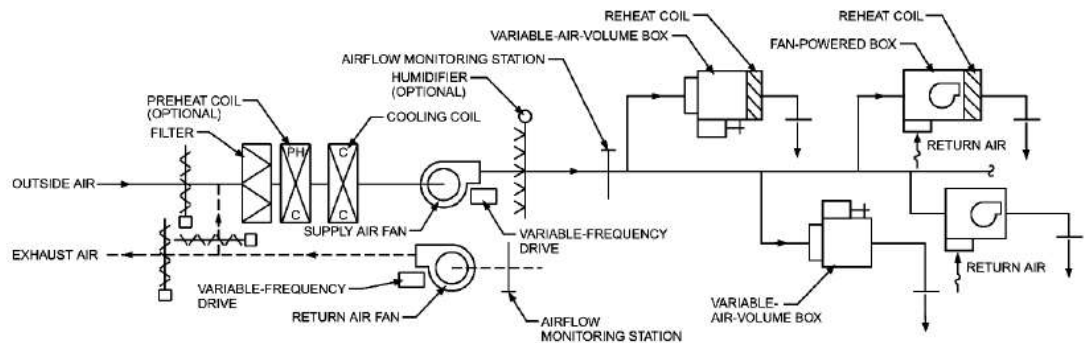 REHEAT COIL
VARIABLE-AIR-VOLUME BOX
AIRFLOW MONITORING STATION
HUMIDIFIER
(OPTIONAL)
REHEAT COIL
FAN-POWERED BOX
PREHEAT COIL
(OPTIONAL)
FILTER
COOLING COIL
PH
C
C
C
RETURN AIR
OUTSIDE AIR
SUPPLY AIR FAN
VARIABLE-FREQUENCY
DRIVE
EXHAUST AIR
VARIABLE-FREQUENCY
DRIVE
RETURN AIR FAN
AIRFLOW
MONITORING STATION
VARIABLE-
AIR-VOLUME BOX
RETURN AIR